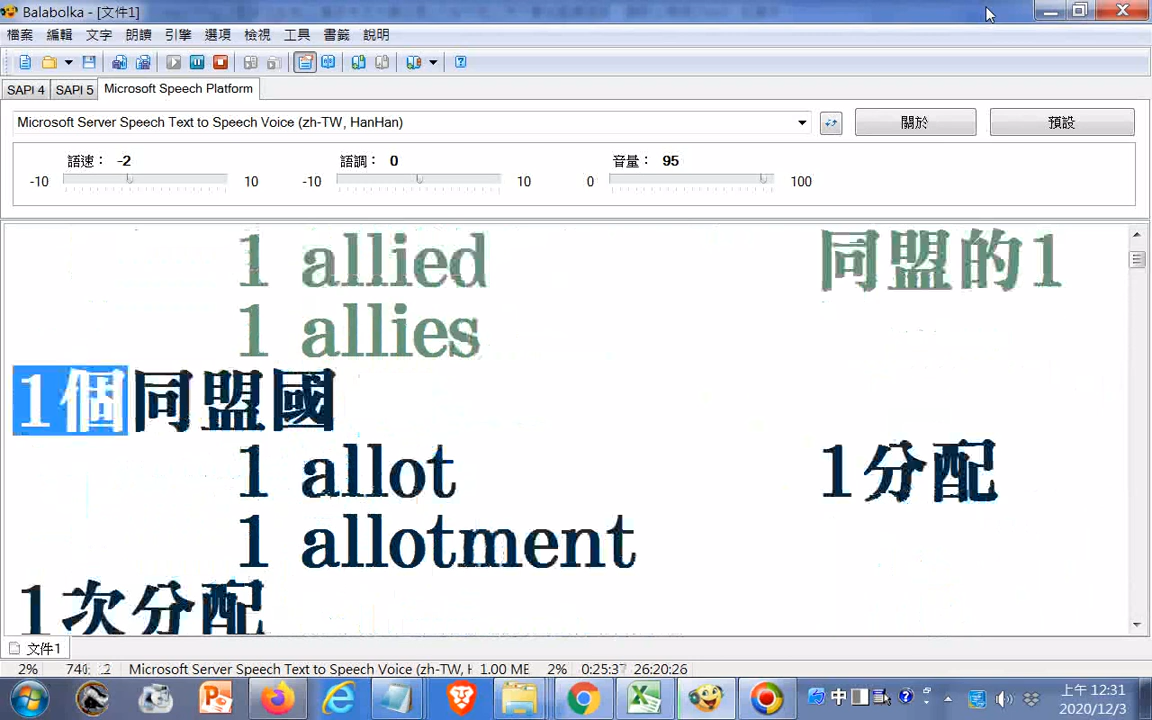 Balabolka - [文件1]
檔案 編輯 文字 朗讀 引擎 選項 檢視 工具 書籤 說明
SAPI 4 SAPI 5 Microsoft Speech Platform
Microsoft Server Speech Text to Speech Voice (zh-TW, HanHan) 關於 預設
語速： -2 語調： 0 音量： 95
-10 10 -10 10 0 100
1 allied 同盟的1
1 allies
1個同盟國
1 allot 1分配
1 allotment
1次分配
文件1
2% Microsoft Server Speech Text to Speech Voice (zh-TW, 1.00 ME 2% 0:25:37 26:20:26
中 上午 12:31
2020/12/3